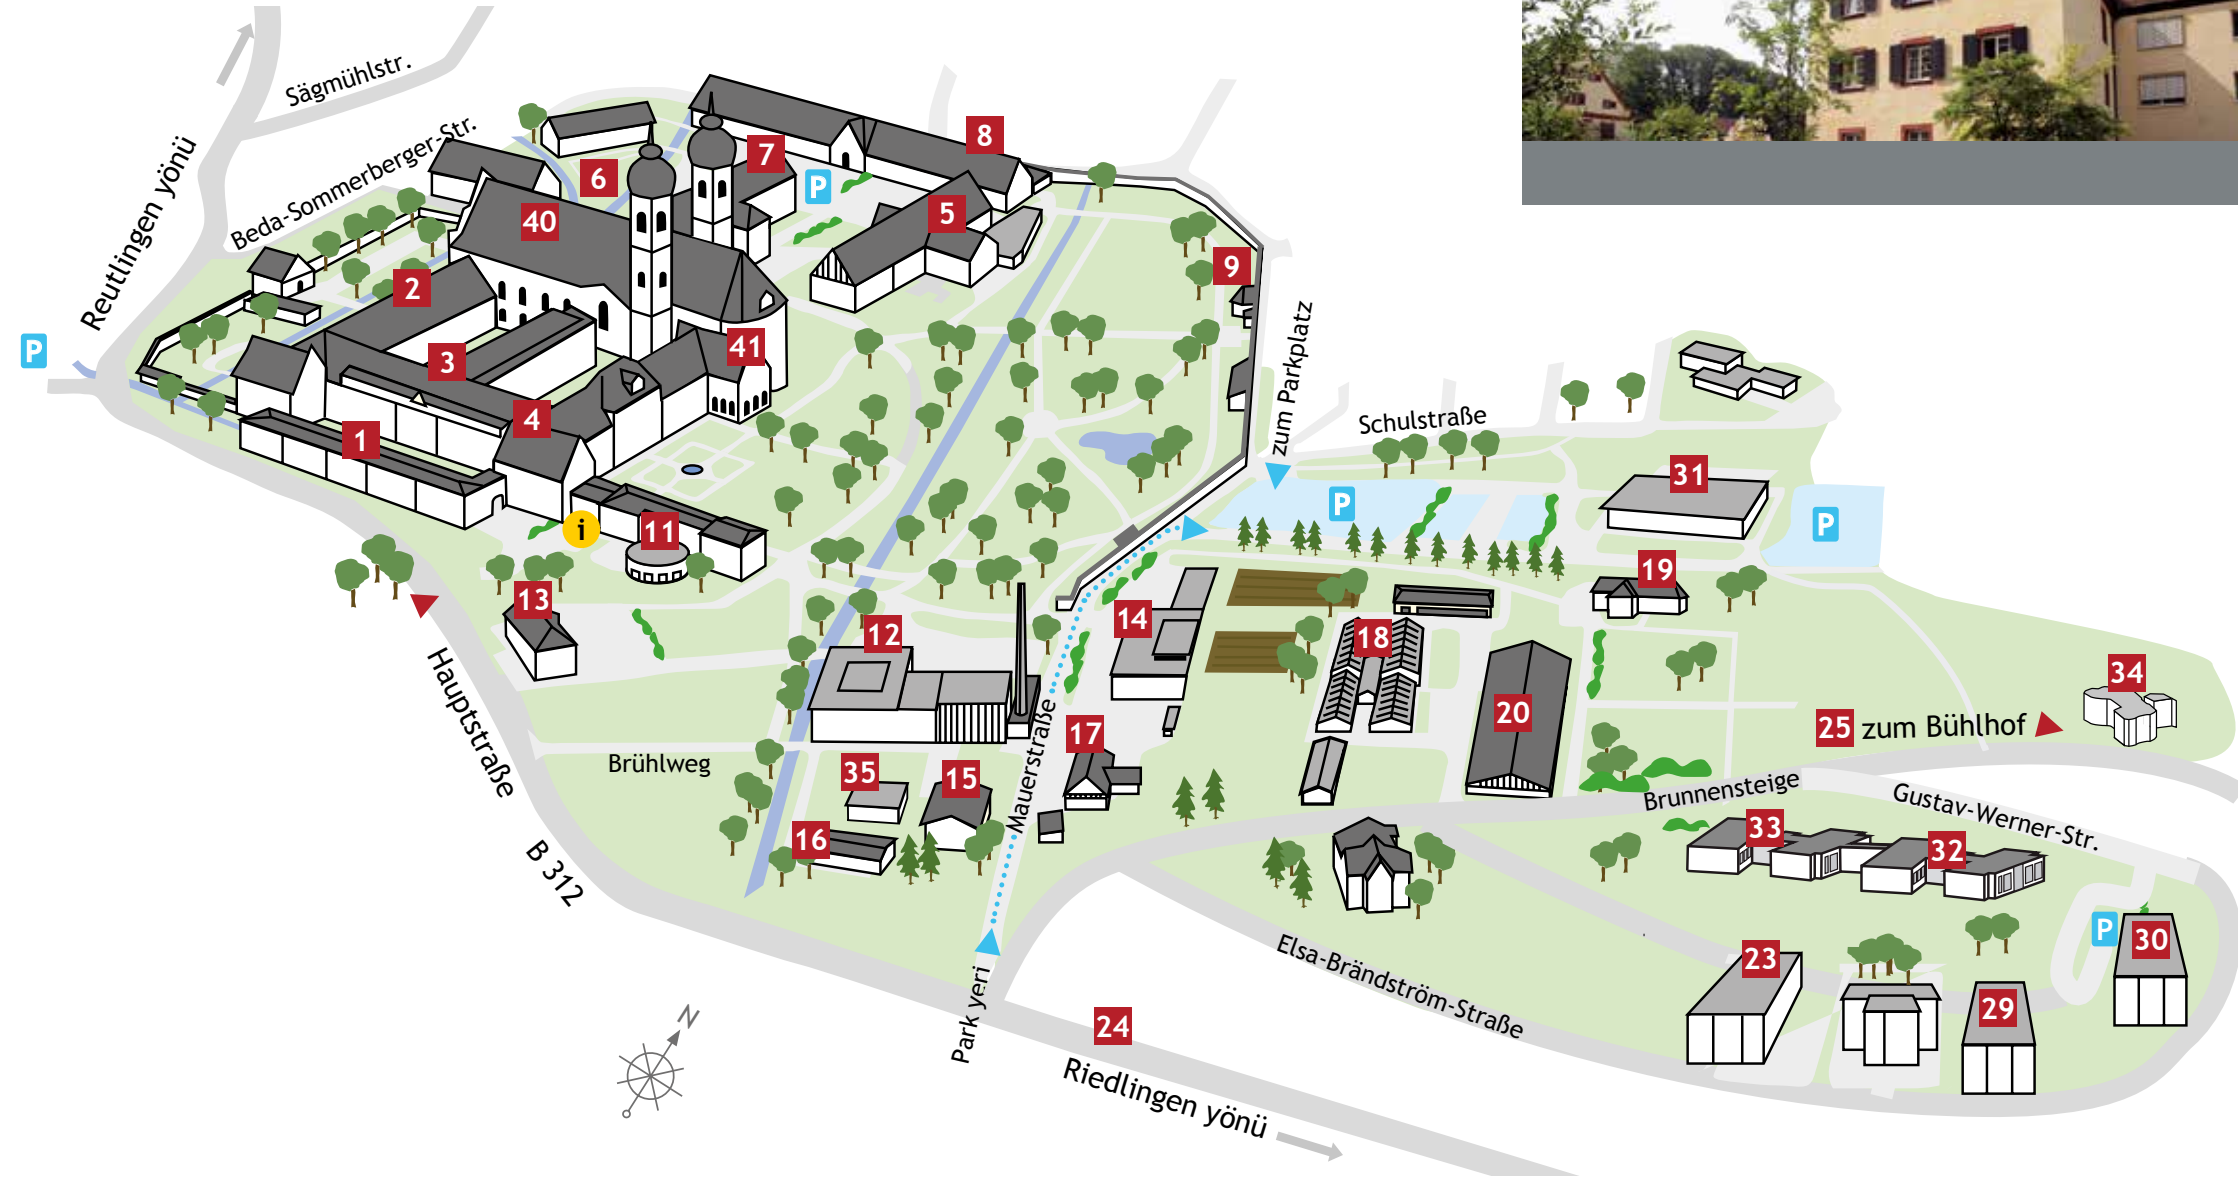 Sägmühlstr.
8
7
Beda-Sommerberger-Str.
6
P
Reutlingen yönü
40
5
9
2
P
41
3
zum Parkplatz
4
Schulstraße
1
31
P
P
i
11
19
13
14
12
18
34
Hauptstraße
20
25 zum Bühlhof
17
Brühlweg
35
15
Mauerstraße
Brunnensteige
Gustav-Werner-Str.
33
16
32
B 312
P
30
23
Elsa-Brändström-Straße
29
N
Park yeri
24
Riedlingen yönü